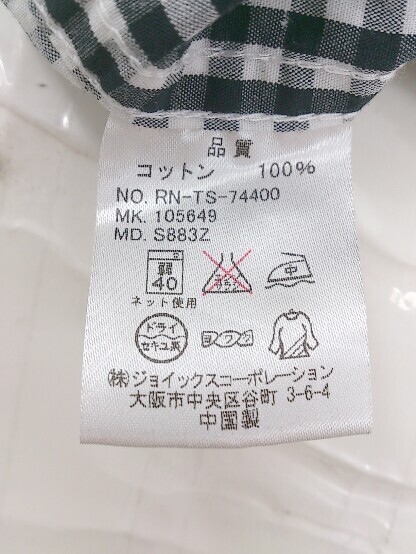 品質
コットン 100%
NO. RN-TS-74400
MK. 105649
MD. S883Z
弱
40
エンソ
サラシ
中
ネット使用
ドライ
セキユ系
ヨワク
㈱ジョイックスコーポレーション
大阪市中央区谷町 3-6-4
中国製